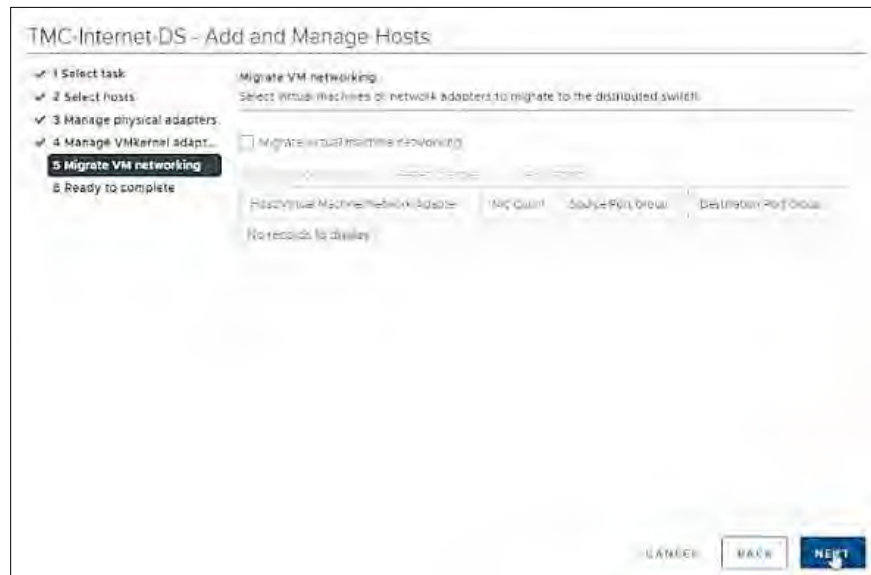 TMC-Internet-DS - Add and Manage Hosts
✓ 1 Select task
✓ 2 Select hosts
✓ 3 Manage physical adapters
✓ 4 Manage VMkernel adapt...
5 Migrate VM networking
6 Ready to complete
Migrate VM networking
Select virtual machines or network adapters to migrate to the distributed switch.
Migrate virtual machine networking
Host/Virtual Machine/Network Adapter NIC Count Source Port Group Destination Port Group
No records to display
CANCEL BACK NEXT